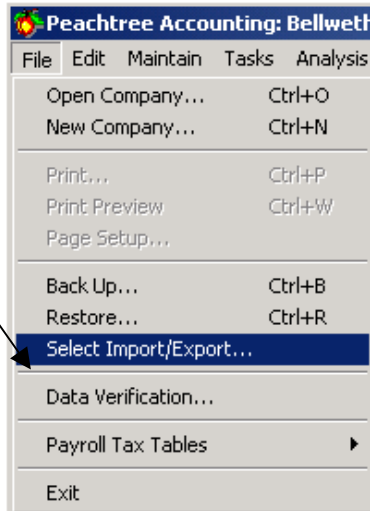 Peachtree Accounting: Bellweth
File Edit Maintain Tasks Analysis
Open Company... Ctrl+O
New Company... Ctrl+N
Print... Ctrl+P
Print Preview Ctrl+W
Page Setup...
Back Up... Ctrl+B
Restore... Ctrl+R
Select Import/Export...
Data Verification...
Payroll Tax Tables
Exit